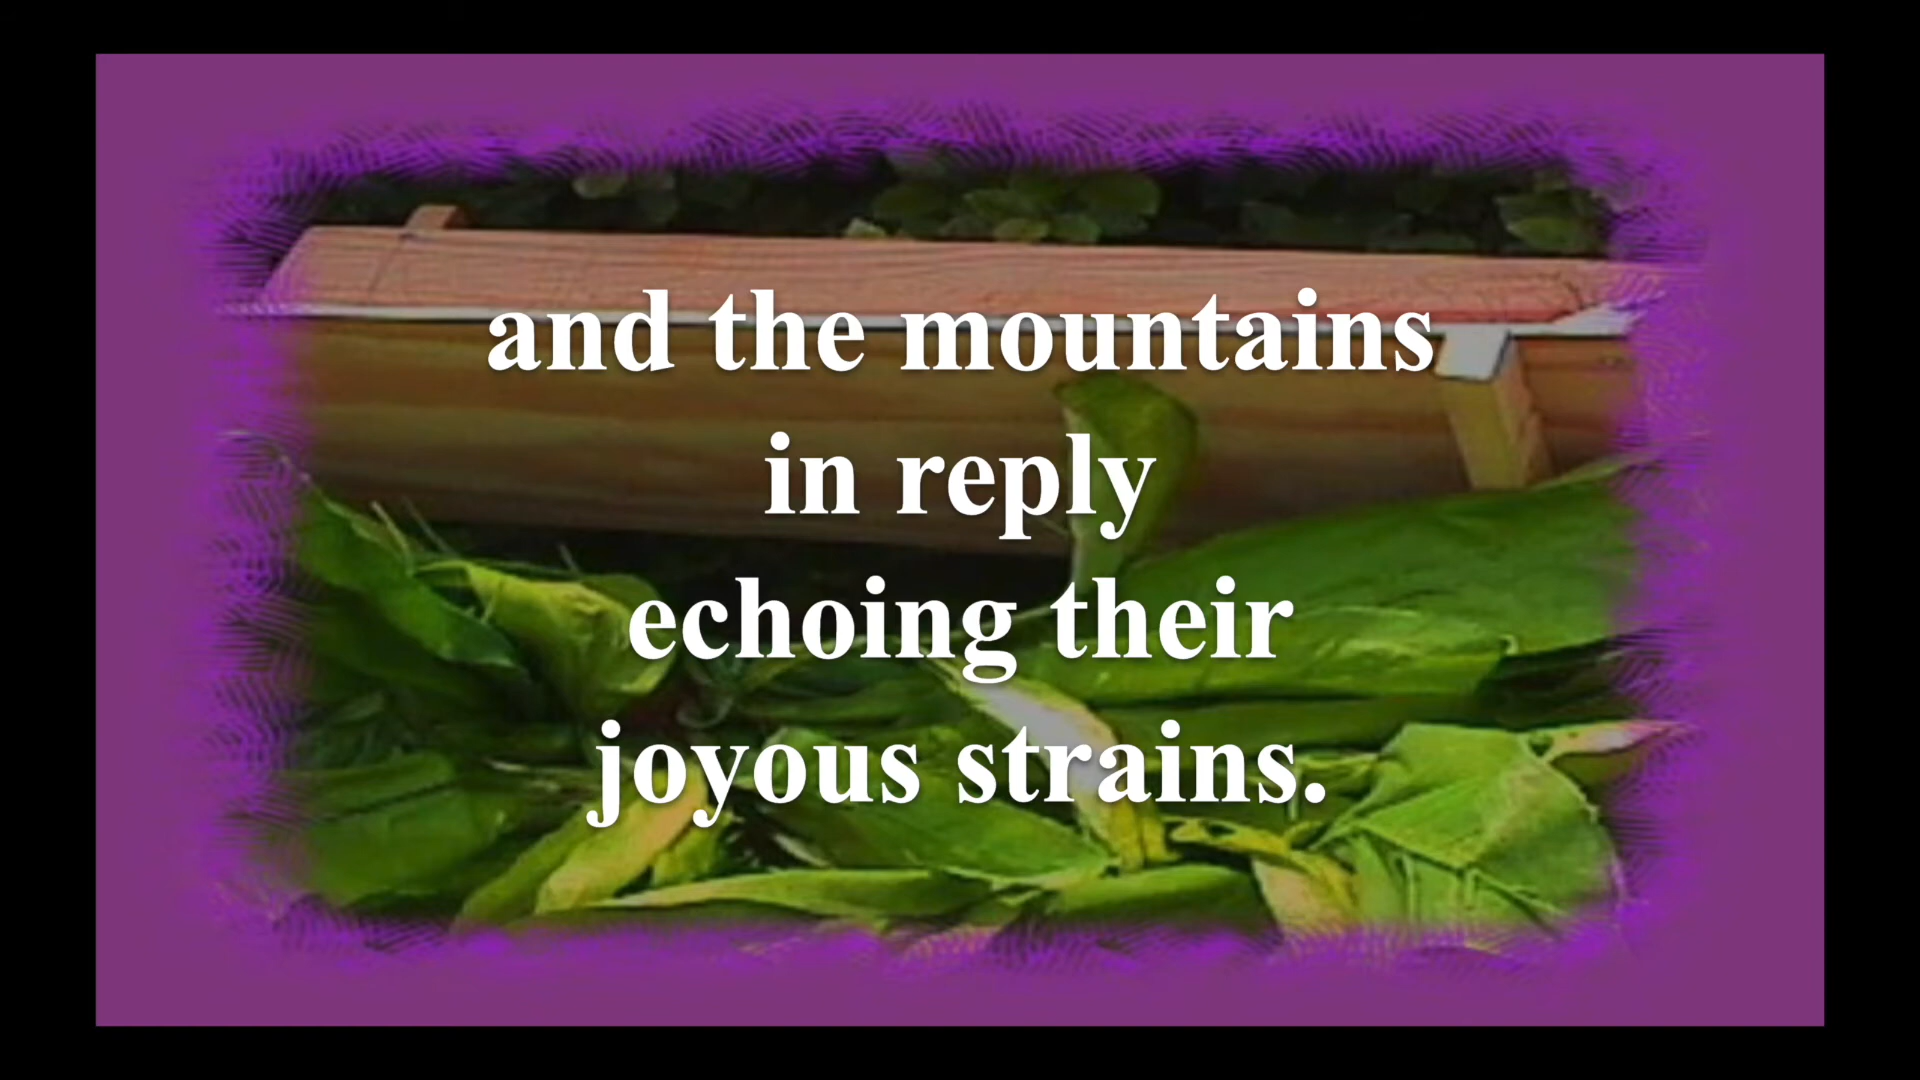 and the mountains
in reply
echoing their
joyous strains.